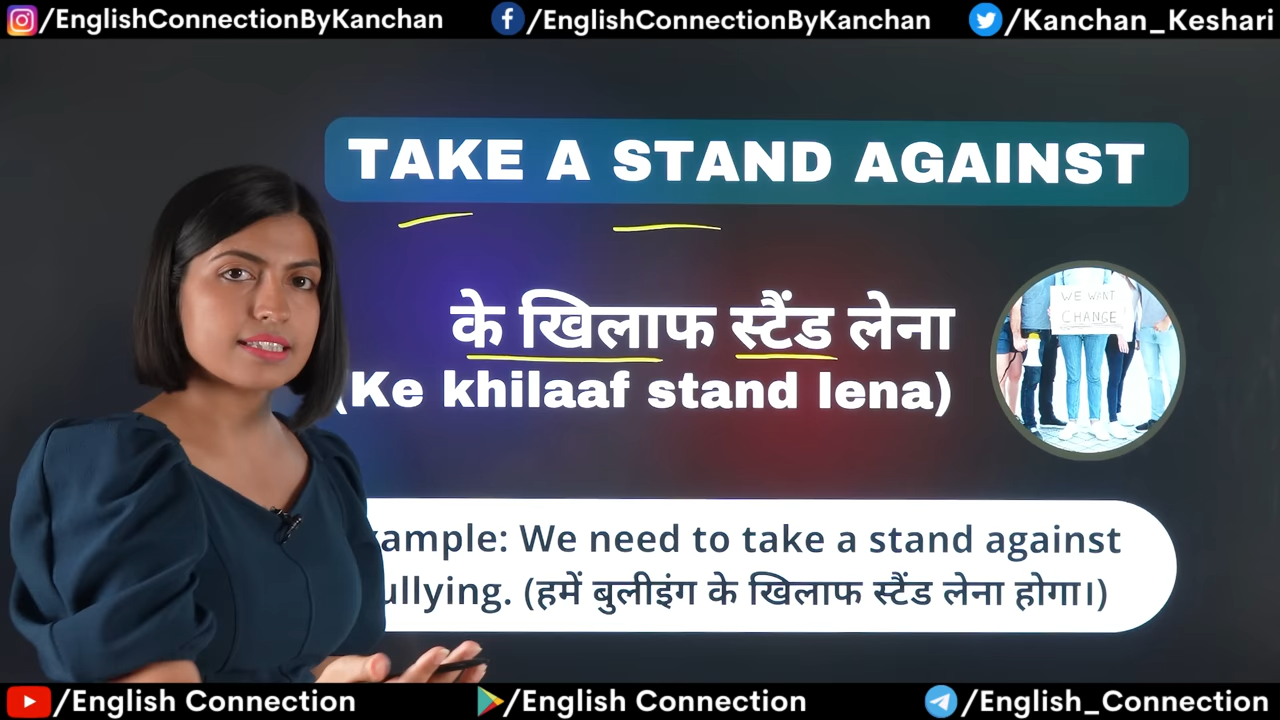 /EnglishConnectionByKanchan
/EnglishConnectionByKanchan
/Kanchan_Keshari
TAKE A STAND AGAINST
के खिलाफ स्टैंड लेना
(Ke khilaaf stand lena)
WE WANT
CHANGE
ample: We need to take a stand against
ullying. (हमें बुलीइंग के खिलाफ स्टैंड लेना होगा।)
/English Connection
/English Connection
/English_Connection